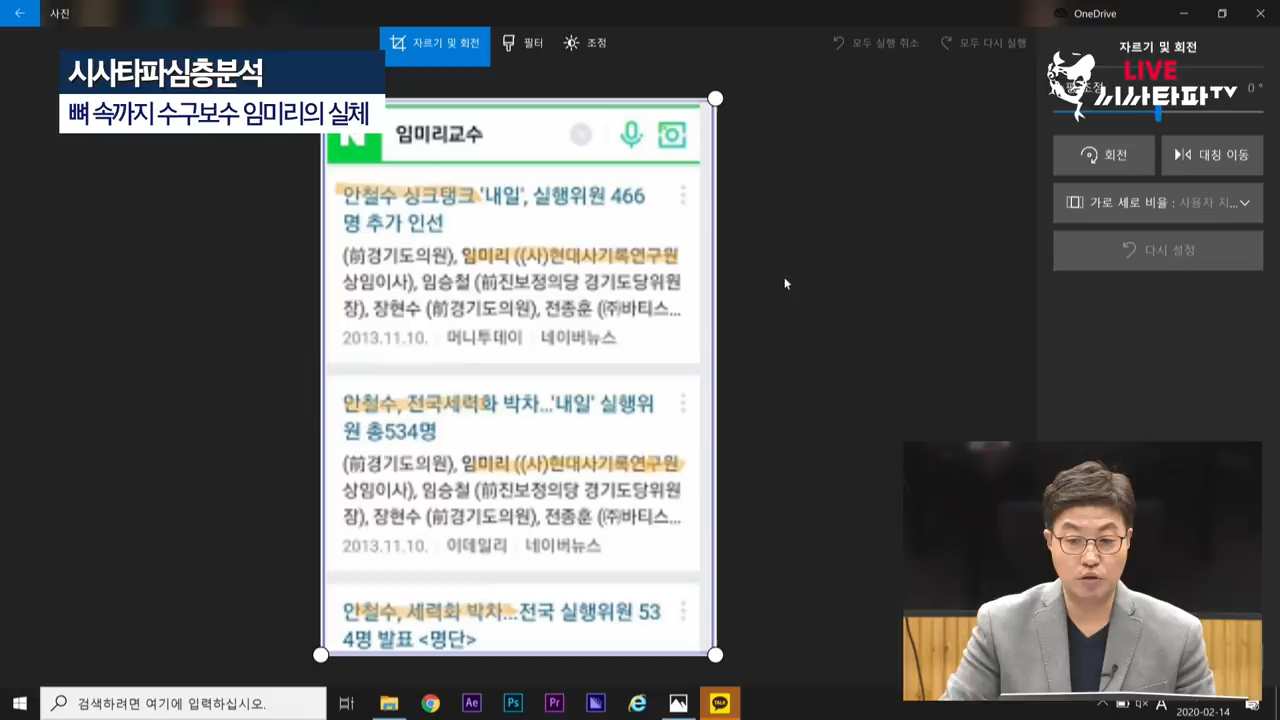 사진
OneDrive
자르기 및 회전
필터
조정
모두 실행 취소
모두 다시 실행
시사타파심층분석
뼈 속까지 수구보수 임미리의 실체
자르기 및 회전
LIVE
씨싸타파TV
0 °
회전
대칭 이동
가로 세로 비율 : 사용자 지...
다시 설정
임미리교수
안철수 싱크탱크 '내일', 실행위원 466
명 추가 인선
(前경기도의원), 임미리 ((사)현대사기록연구원
상임이사), 임승철 (前진보정의당 경기도당위원
장), 장현수 (前경기도의원), 전종훈 (㈜바티스...
2013.11.10. 머니투데이 네이버뉴스
안철수, 전국세력화 박차...'내일' 실행위
원 총534명
(前경기도의원), 임미리 ((사)현대사기록연구원
상임이사), 임승철 (前진보정의당 경기도당위원
장), 장현수 (前경기도의원), 전종훈 (㈜바티스...
2013.11.10. 이데일리 네이버뉴스
안철수, 세력화 박차...전국 실행위원 53
4명 발표 <명단>
검색하려면 여기에 입력하십시오.
Ae
Ps
Pr
TALK
A
2020-02-14